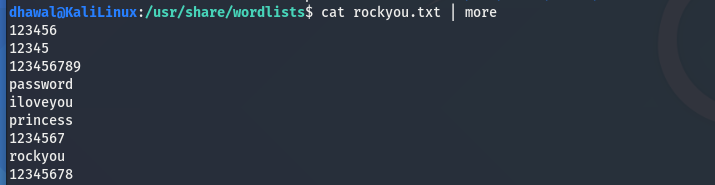 dhawal@KaliLinux:/usr/share/wordlists$ cat rockyou.txt | more
123456
12345
123456789
password
iloveyou
princess
1234567
rockyou
12345678